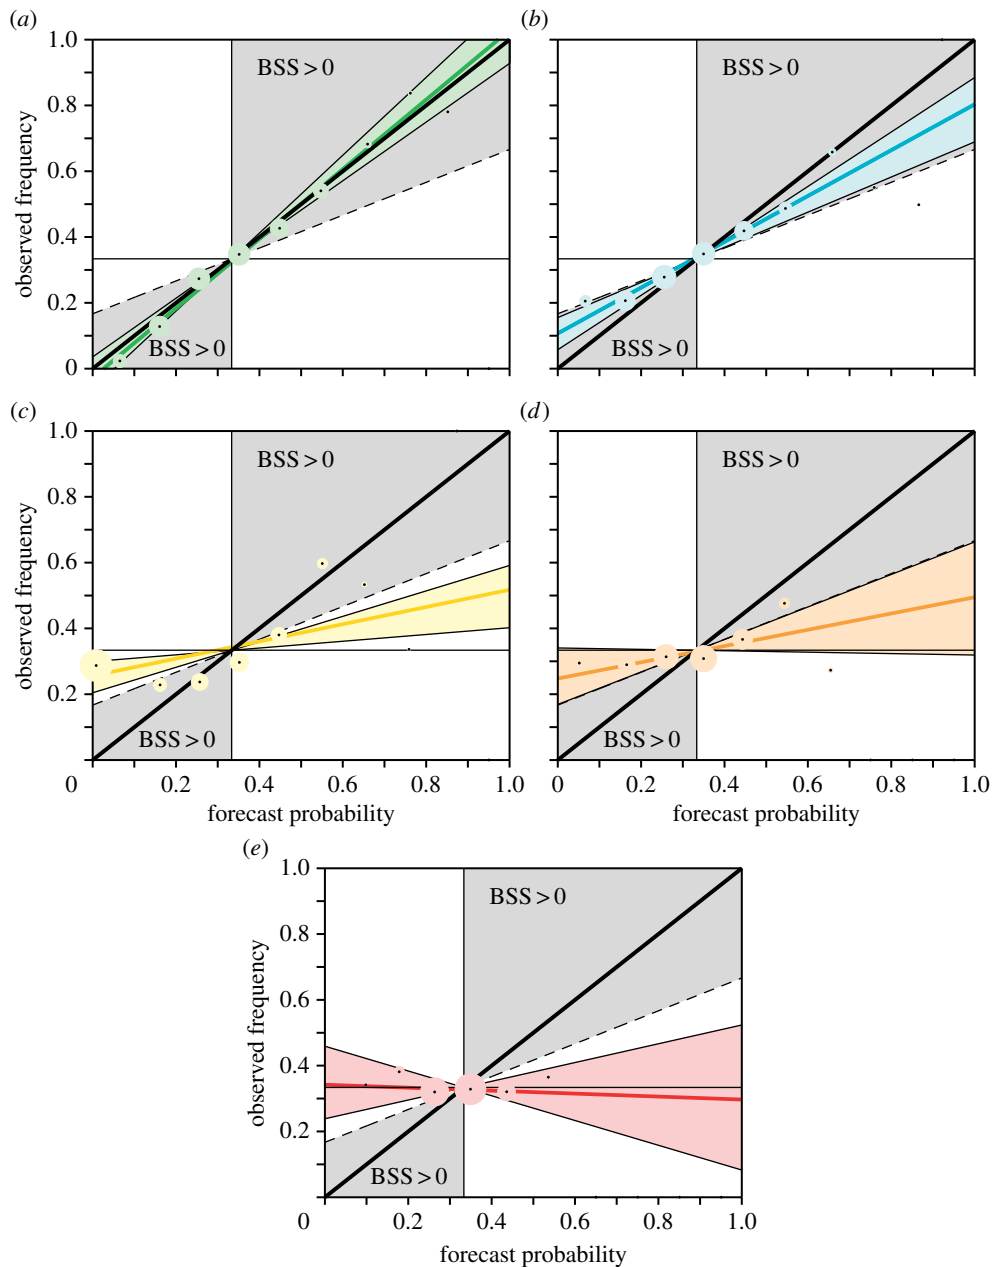 (a)
(b)
1.0
0.8
0.6
0.4
0.2
0
observed frequency
BSS > 0
BSS > 0
BSS > 0
BSS > 0
(c)
(d)
1.0
0.8
0.6
0.4
0.2
observed frequency
BSS > 0
BSS > 0
BSS > 0
BSS > 0
0 0.2 0.4 0.6 0.8 1.0
0 0.2 0.4 0.6 0.8 1.0
forecast probability
forecast probability
(e)
1.0
0.8
0.6
0.4
0.2
observed frequency
BSS > 0
BSS > 0
0 0.2 0.4 0.6 0.8 1.0
forecast probability